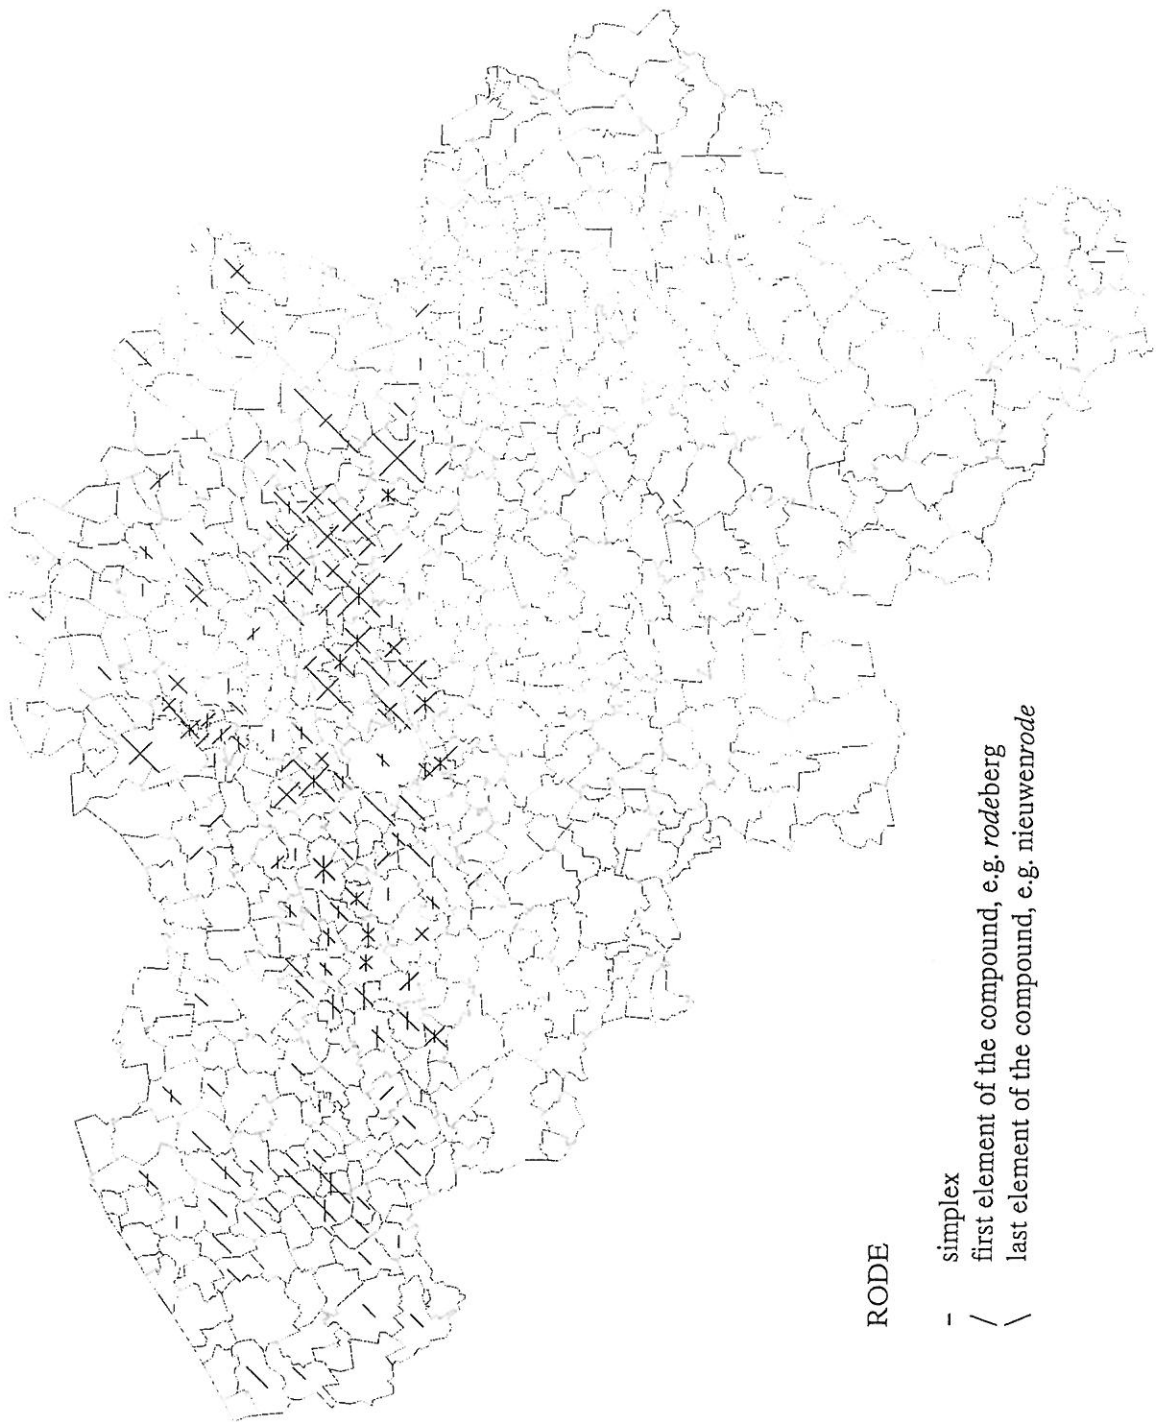 RODE
– simplex
/ first element of the compound, e.g. rodeberg
\ last element of the compound, e.g. nieuwenrode